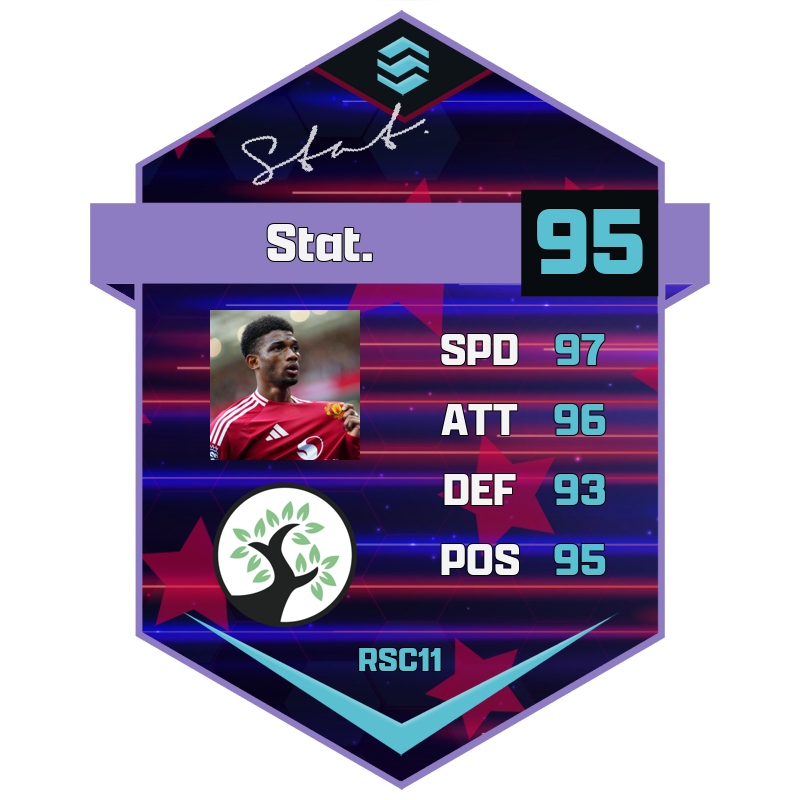 Stat.
Stat.
95
SPD 97
ATT 96
DEF 93
POS 95
RSC11